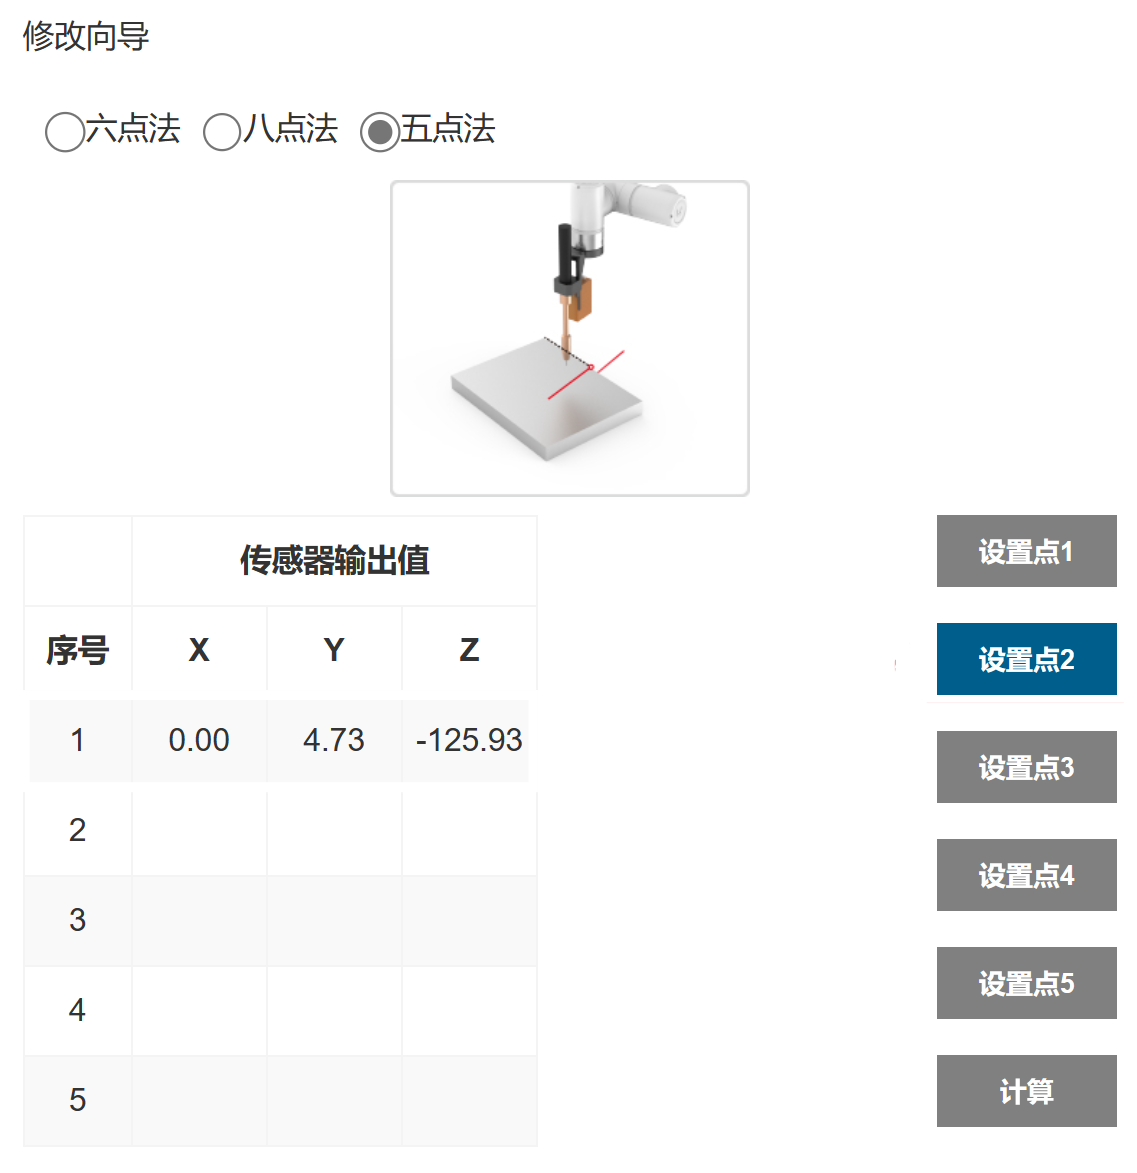 修改向导
六点法 八点法 五点法
传感器输出值
序号 X Y Z
1 0.00 4.73 -125.93
2
3
4
5
设置点1
设置点2
设置点3
设置点4
设置点5
计算